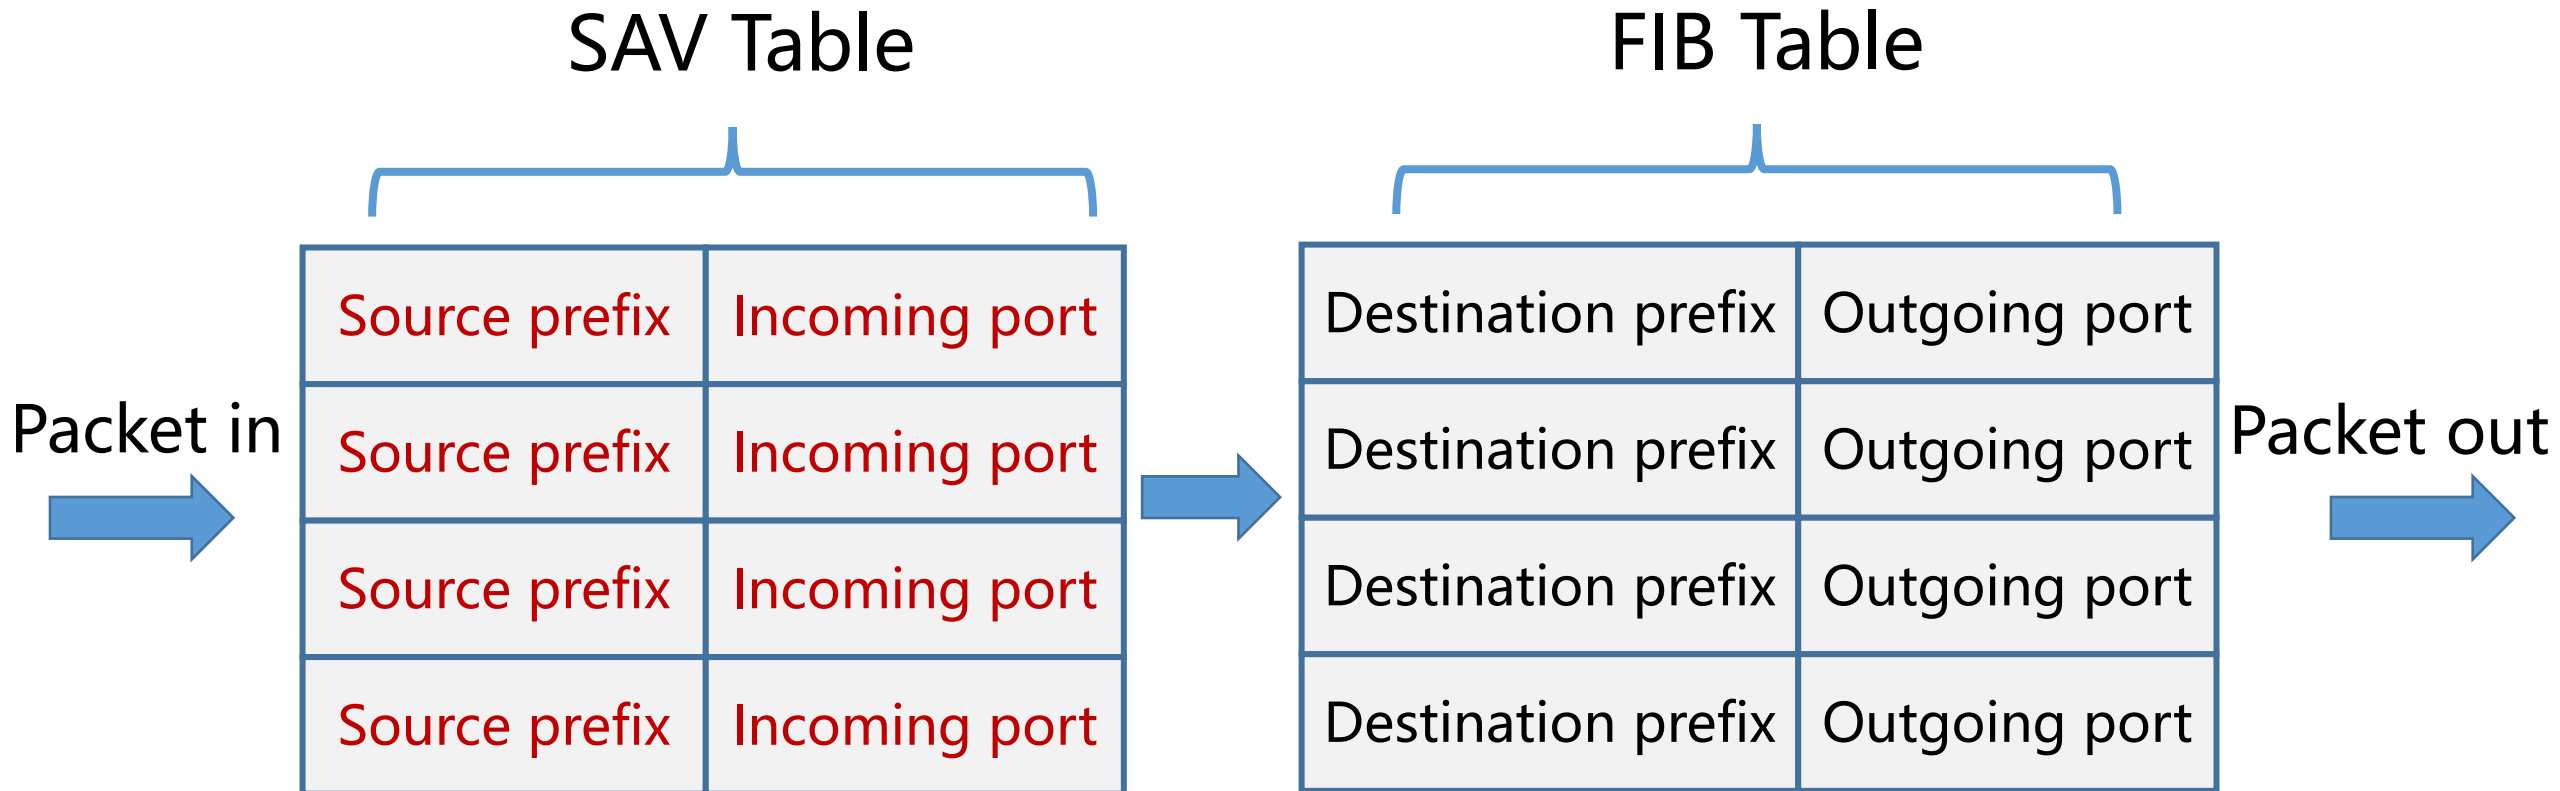 SAV Table
FIB Table
Source prefix Incoming port
Destination prefix Outgoing port
Packet in
Source prefix Incoming port
Destination prefix Outgoing port
Packet out
Source prefix Incoming port
Destination prefix Outgoing port
Source prefix Incoming port
Destination prefix Outgoing port